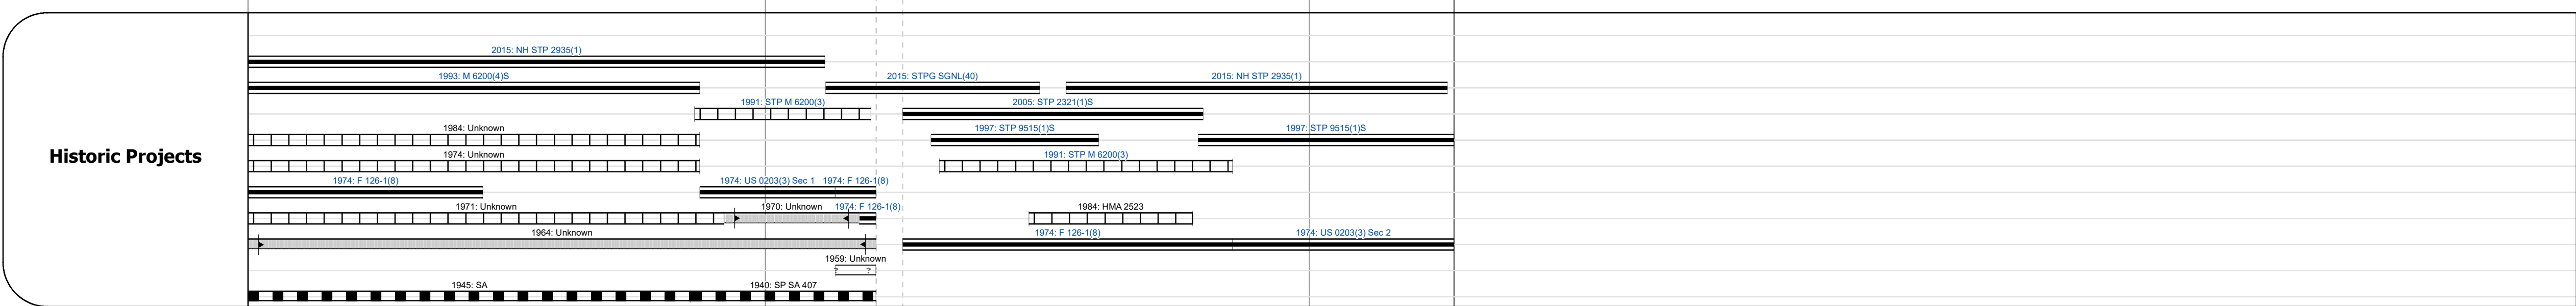 2015: NH STP 2935(1)
1993: M 6200(4)S 2015: STPG SGNL(40) 2015: NH STP 2935(1)
1991: STP M 6200(3) 2005: STP 2321(1)S
1984: Unknown 1997: STP 9515(1)S 1997: STP 9515(1)S
Historic Projects
1974: Unknown 1991: STP M 6200(3)
1974: F 126-1(8) 1974: US 0203(3) Sec 1 1974: F 126-1(8)
1971: Unknown 1970: Unknown 1974: F 126-1(8) 1984: HMA 2523
1964: Unknown 1974: F 126-1(8) 1974: US 0203(3) Sec 2
1959: Unknown
? ?
1945: SA 1940: SP SA 407